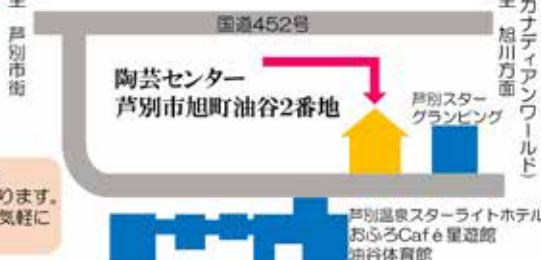 国道452号
芦別市街
旭川方面
カナディアンワールド）
陶芸センター
芦別市旭町油谷2番地
芦別スター
グランピング
ります。
気軽に
芦別温泉スターライトホテル
おふろCafé星遊館
油谷体育館